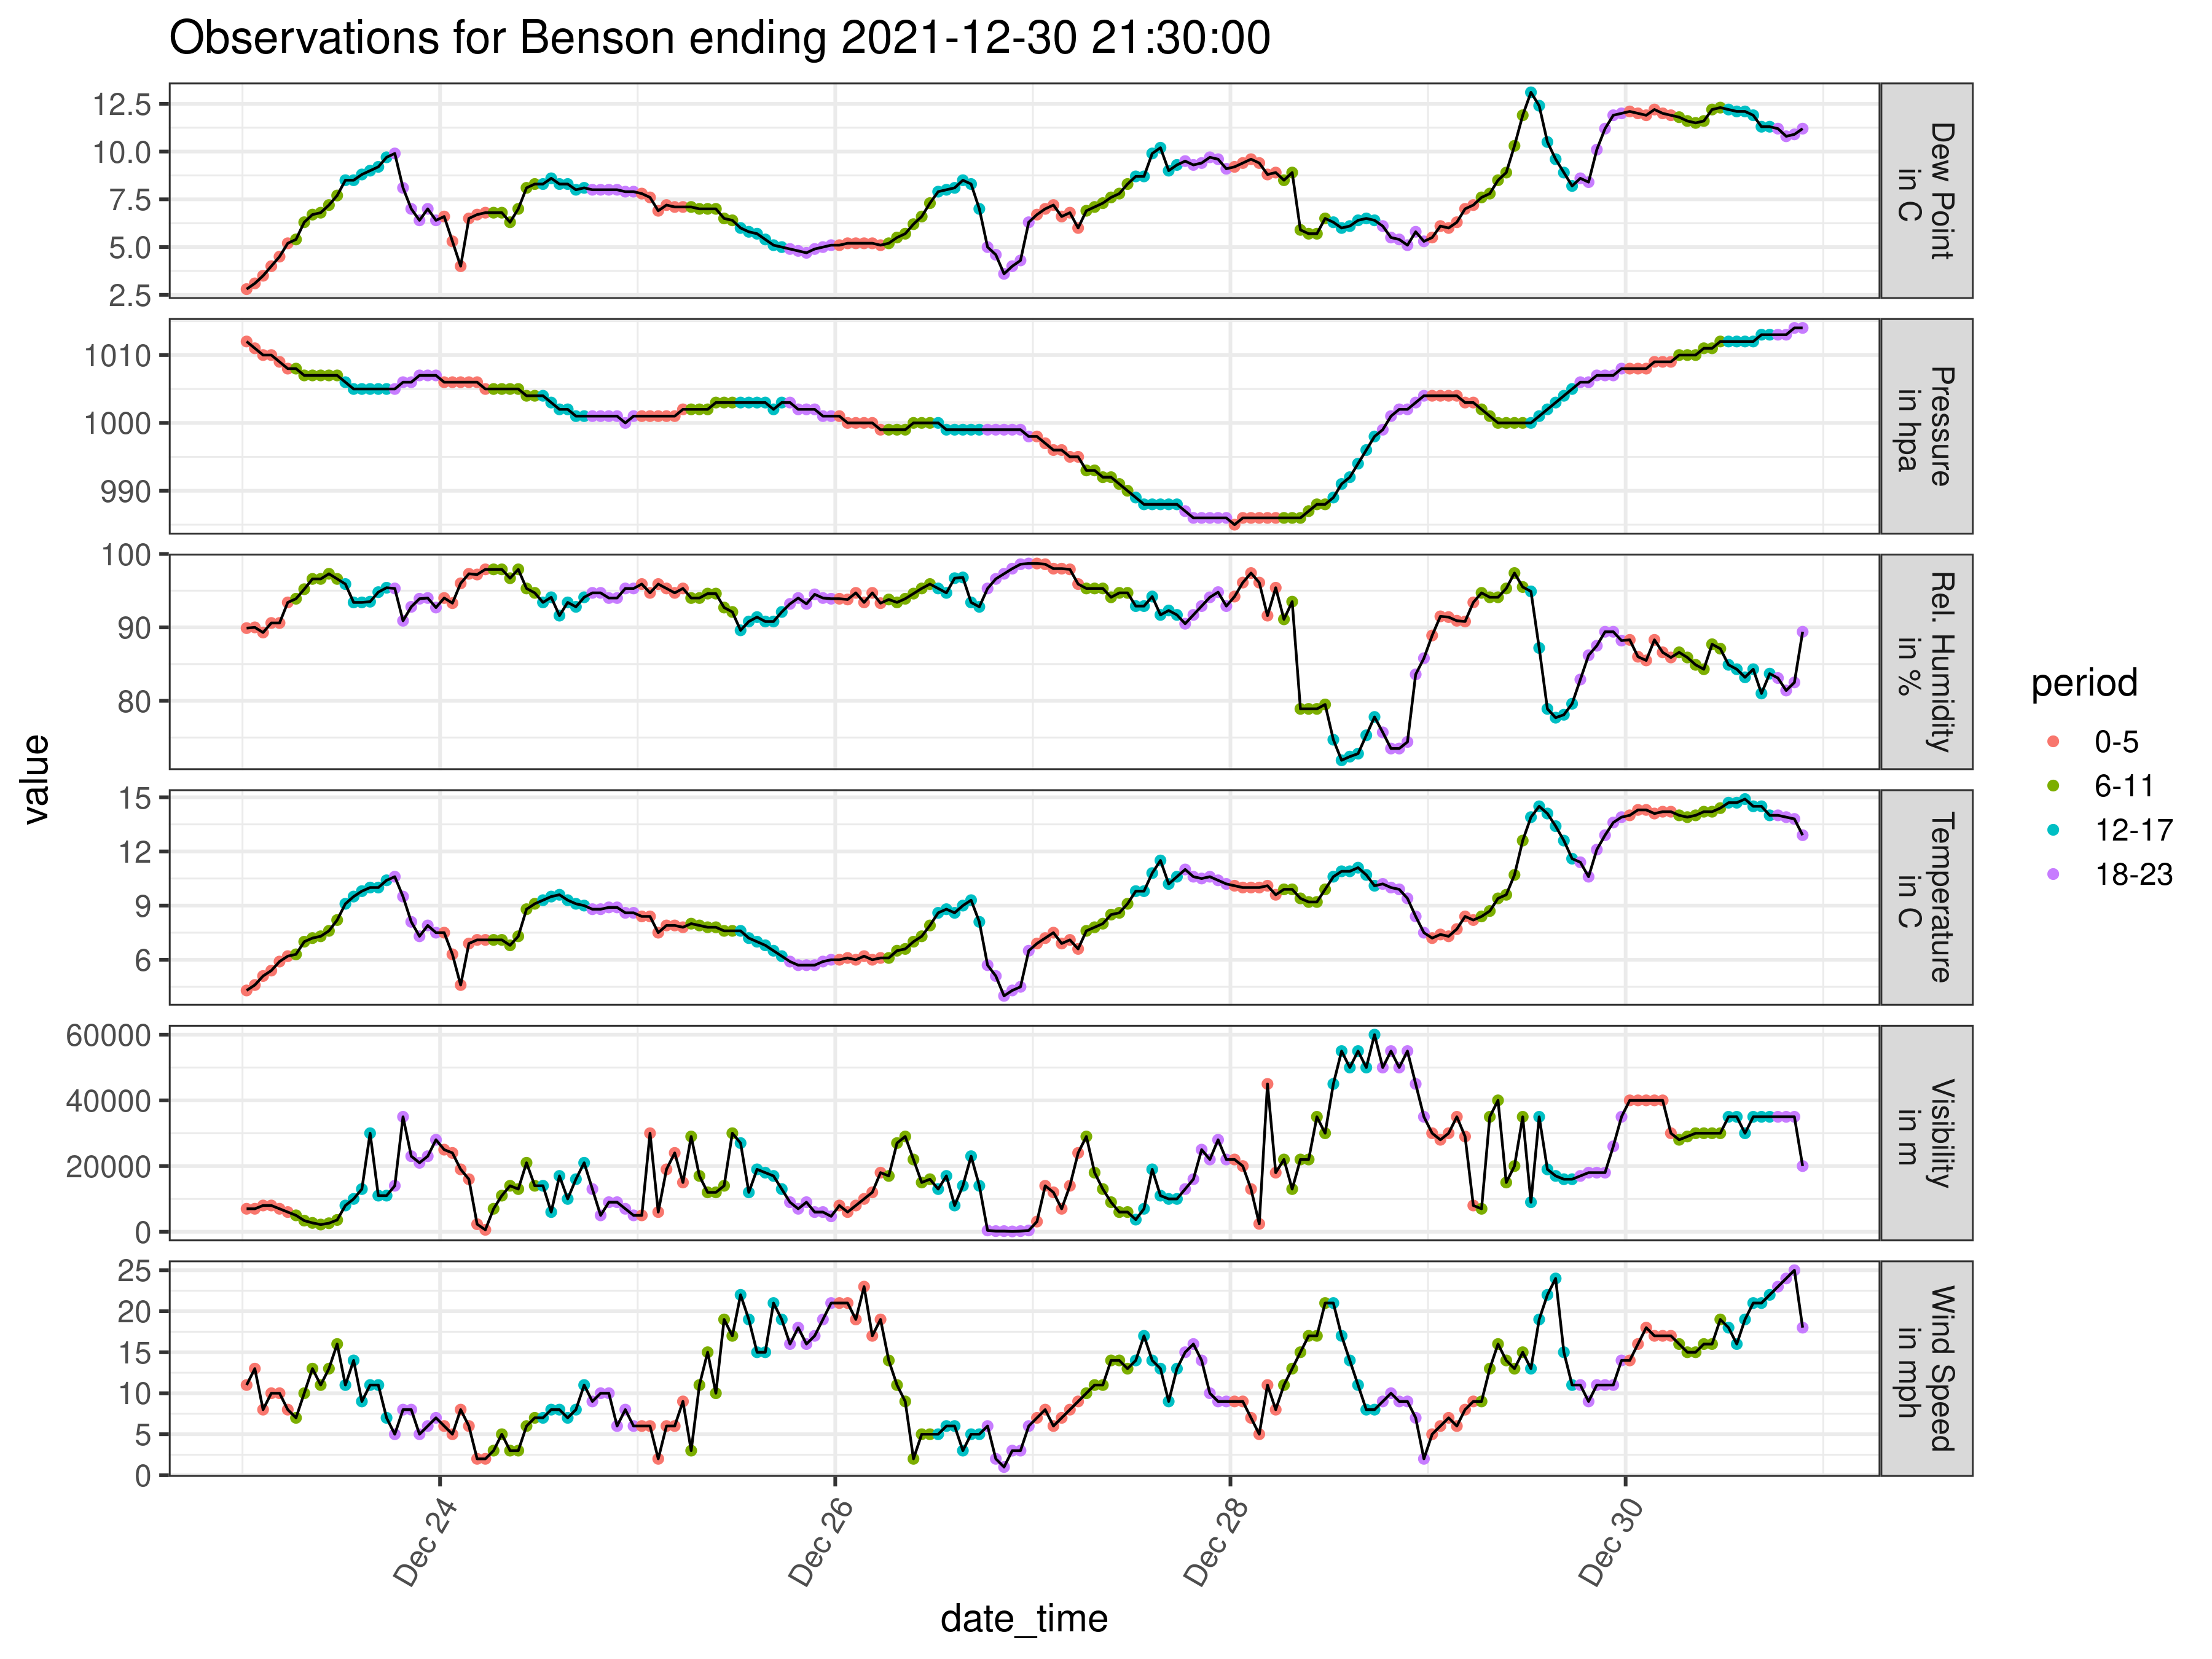 Observations for Benson ending 2021-12-30 21:30:00
value
12.5
10.0
7.5
5.0
2.5
Dew Point
in C
1010
1000
990
Pressure
in hpa
100
90
80
Rel. Humidity
in %
15
12
9
6
Temperature
in C
60000
40000
20000
0
Visibility
in m
25
20
15
10
5
0
Wind Speed
in mph
Dec 24
Dec 26
Dec 28
Dec 30
date_time
period
0-5
6-11
12-17
18-23